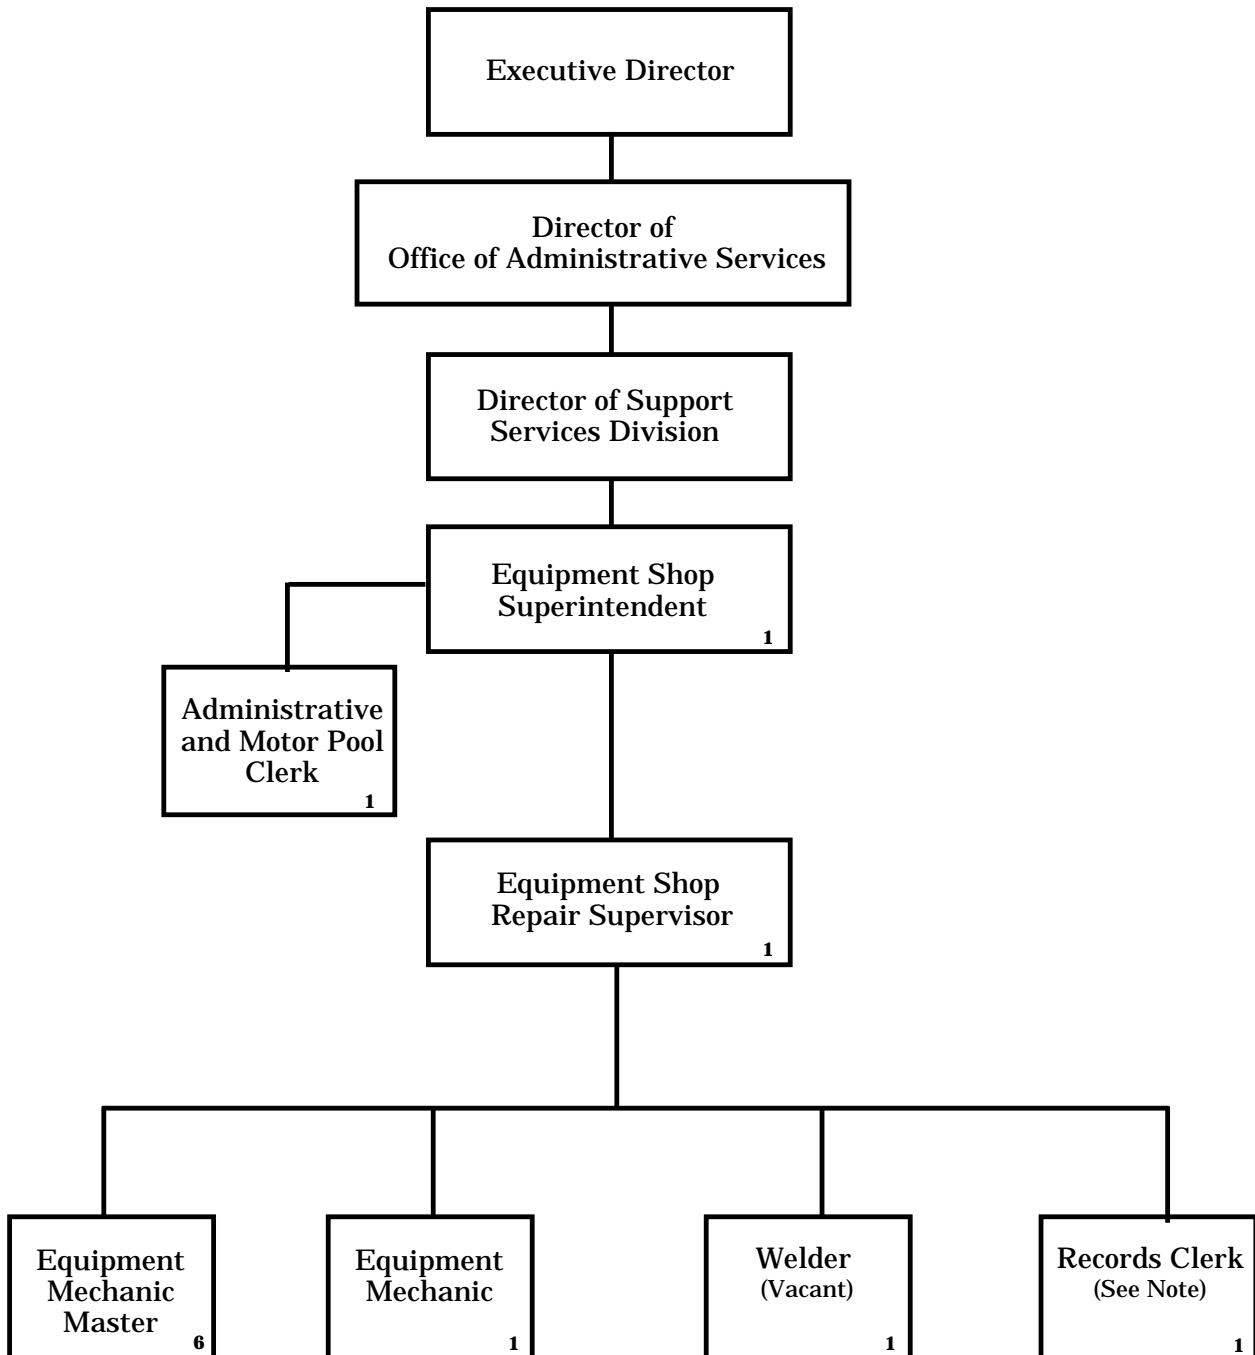 Executive Director
Director of
Office of Administrative Services
Director of Support
Services Division
Equipment Shop
Superintendent
1
Administrative
and Motor Pool
Clerk
1
Equipment Shop
Repair Supervisor
1
Equipment
Mechanic
Master
6
Equipment
Mechanic
1
Welder
(Vacant)
1
Records Clerk
(See Note)
1